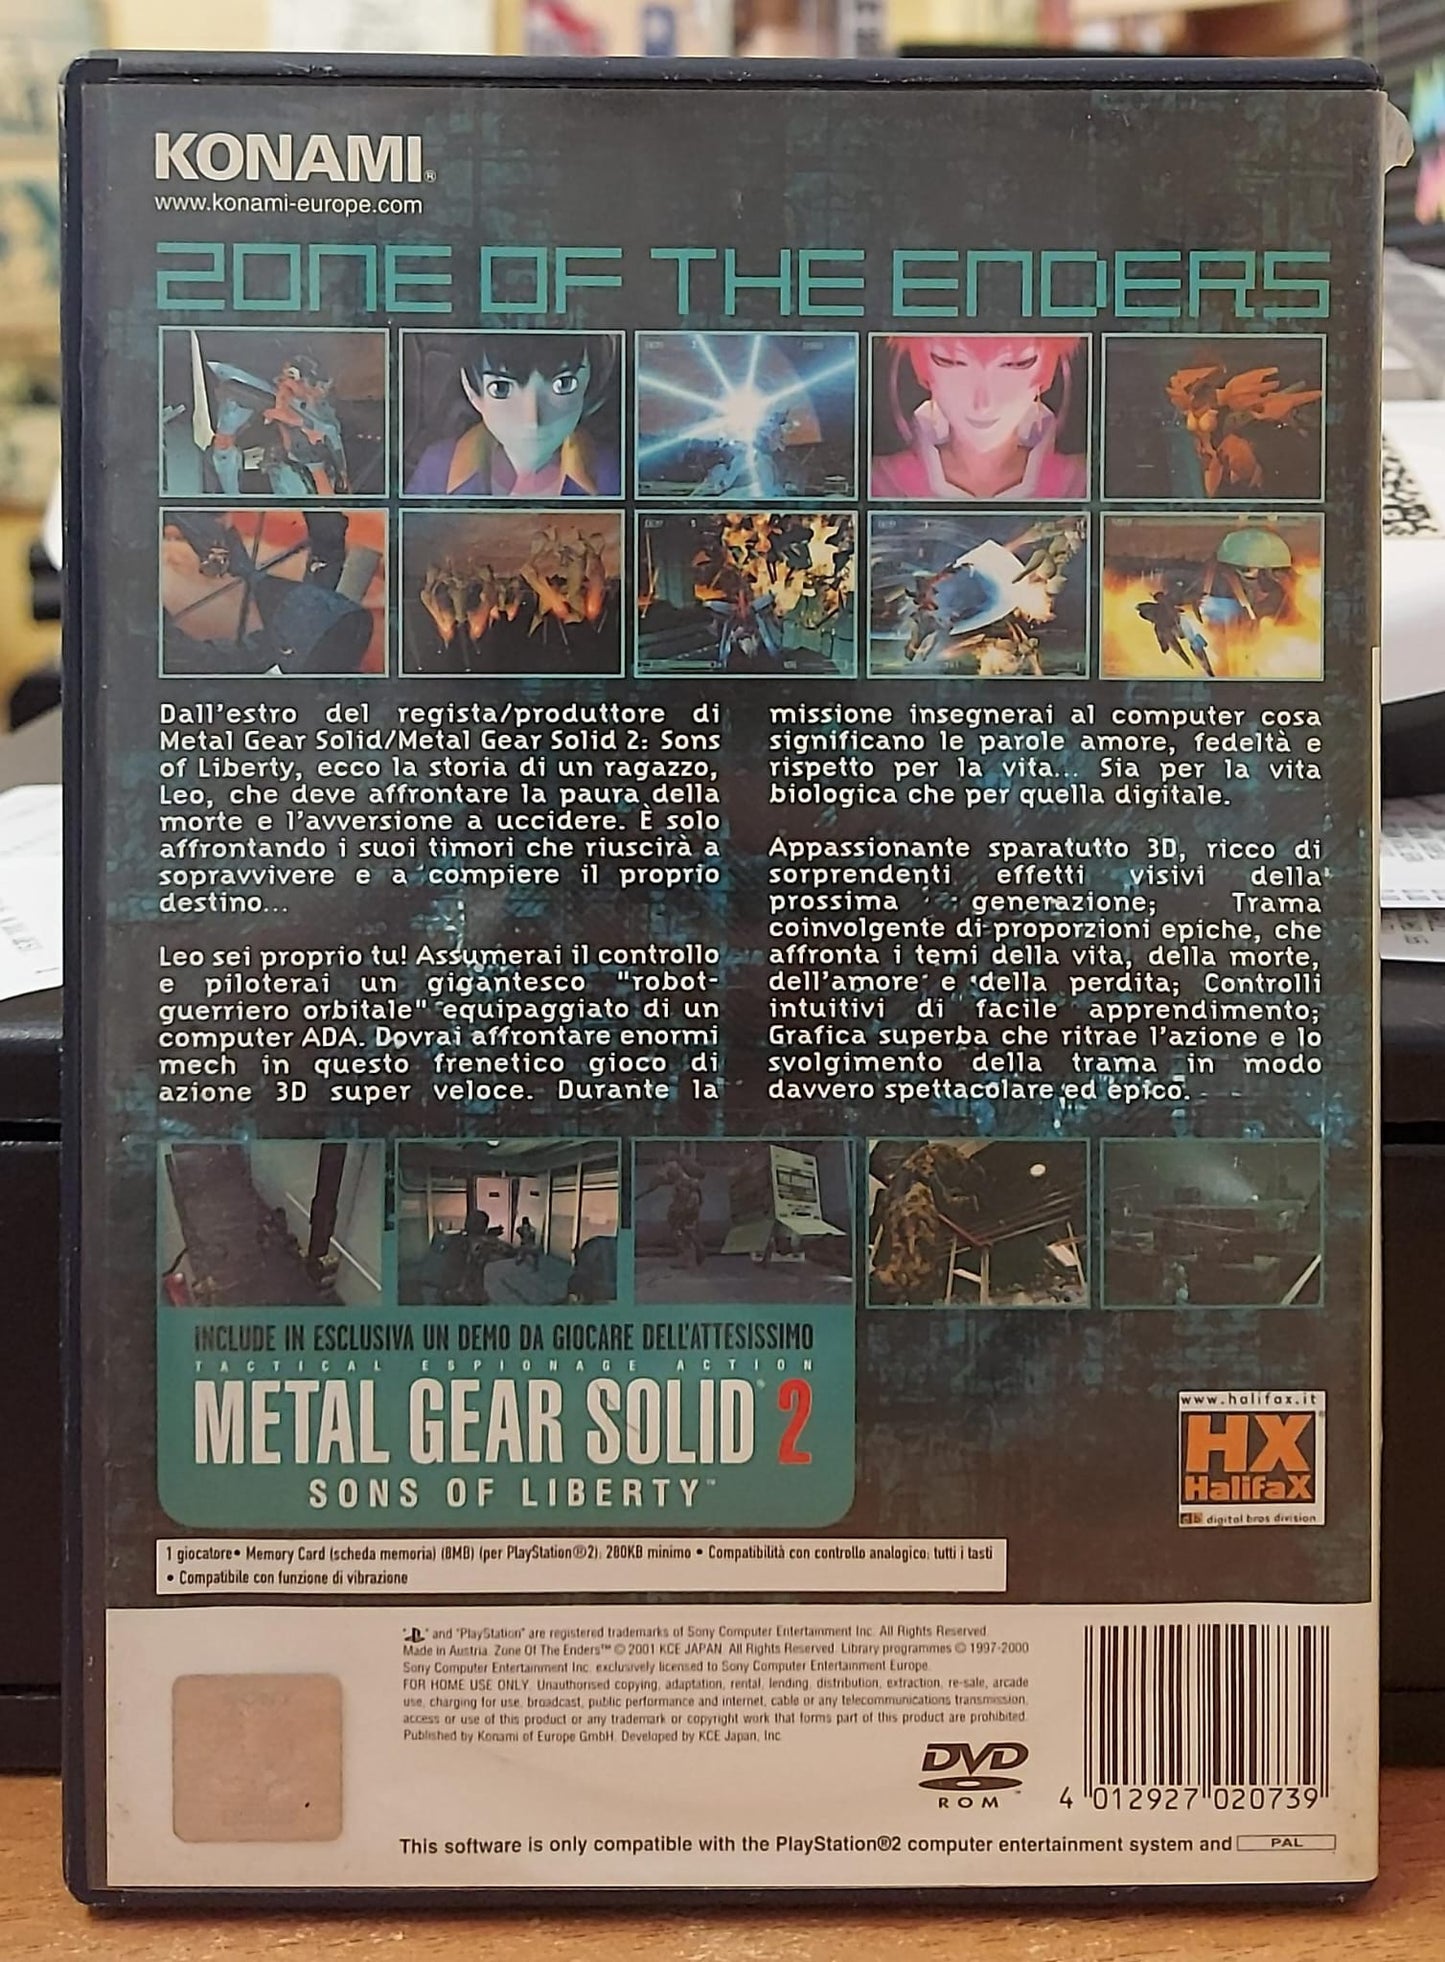 KONAMI®
www.konami-europe.com
ZONE OF THE ENDERS
Dall'estro del regista/produttore di
Metal Gear Solid/Metal Gear Solid 2: Sons
of Liberty, ecco la storia di un ragazzo,
Leo, che deve affrontare la paura della
morte e l'avversione a uccidere. È solo
affrontando i suoi timori che riuscirà a
sopravvivere e a compiere il proprio
destino...
Leo sei proprio tu! Assumerai il controllo
e piloterai un gigantesco "robot-
guerriero orbitale" equipaggiato di un
computer ADA. Dovrai affrontare enormi
mech in questo frenetico gioco di
azione 3D super veloce. Durante la
missione insegnerai al computer cosa
significano le parole amore, fedeltà e
rispetto per la vita... Sia per la vita
biologica che per quella digitale.
Appassionante sparatutto 3D, ricco di
sorprendenti effetti visivi della
prossima generazione; Trama
coinvolgente di proporzioni epiche, che
affronta i temi della vita, della morte,
dell'amore e della perdita; Controlli
intuitivi di facile apprendimento;
Grafica superba che ritrae l'azione e lo
svolgimento della trama in modo
davvero spettacolare ed epico.
INCLUDE IN ESCLUSIVA UN DEMO DA GIOCARE DELL'ATTESISSIMO
TACTICAL ESPIONAGE ACTION
METAL GEAR SOLID® 2
SONS OF LIBERTY™
www.halifax.it
HX
HalifaX
db digital bros division
1 giocatore• Memory Card (scheda memoria) (8MB) (per PlayStation®2): 280KB minimo • Compatibilità con controllo analogico: tutti i tasti
• Compatibile con funzione di vibrazione
" " and "PlayStation" are registered trademarks of Sony Computer Entertainment Inc. All Rights Reserved.
Made in Austria. Zone Of The Enders™ © 2001 KCE JAPAN. All Rights Reserved. Library programmes © 1997-2000
Sony Computer Entertainment Inc. exclusively licensed to Sony Computer Entertainment Europe.
FOR HOME USE ONLY. Unauthorised copying, adaptation, rental, lending, distribution, extraction, re-sale, arcade
use, charging for use, broadcast, public performance and internet, cable or any telecommunications transmission,
access or use of this product or any trademark or copyright work that forms part of this product are prohibited.
Published by Konami of Europe GmbH. Developed by KCE Japan, Inc.
DVD
ROM
4 012927 020739
This software is only compatible with the PlayStation®2 computer entertainment system and PAL